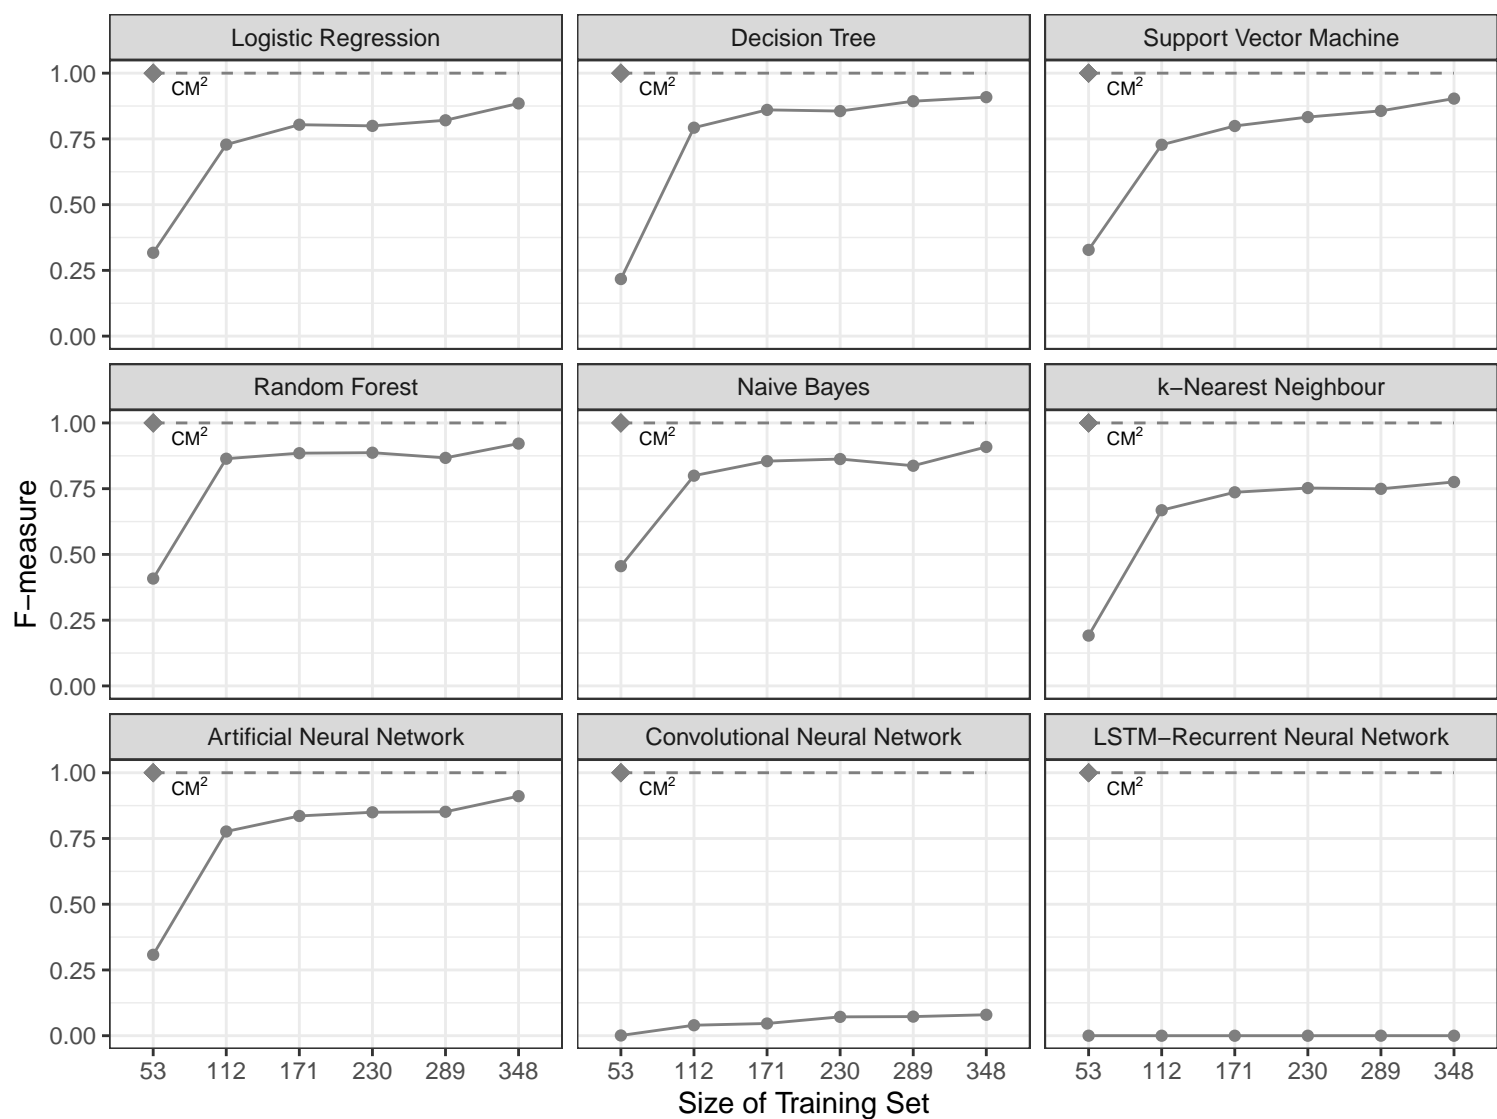 Logistic Regression
Decision Tree
Support Vector Machine
1.00
0.75
0.50
0.25
0.00
CM²
CM²
CM²
Random Forest
Naive Bayes
k−Nearest Neighbour
1.00
0.75
0.50
0.25
0.00
CM²
CM²
CM²
F−measure
Artificial Neural Network
Convolutional Neural Network
LSTM−Recurrent Neural Network
1.00
0.75
0.50
0.25
0.00
CM²
CM²
CM²
53 112 171 230 289 348
53 112 171 230 289 348
53 112 171 230 289 348
Size of Training Set